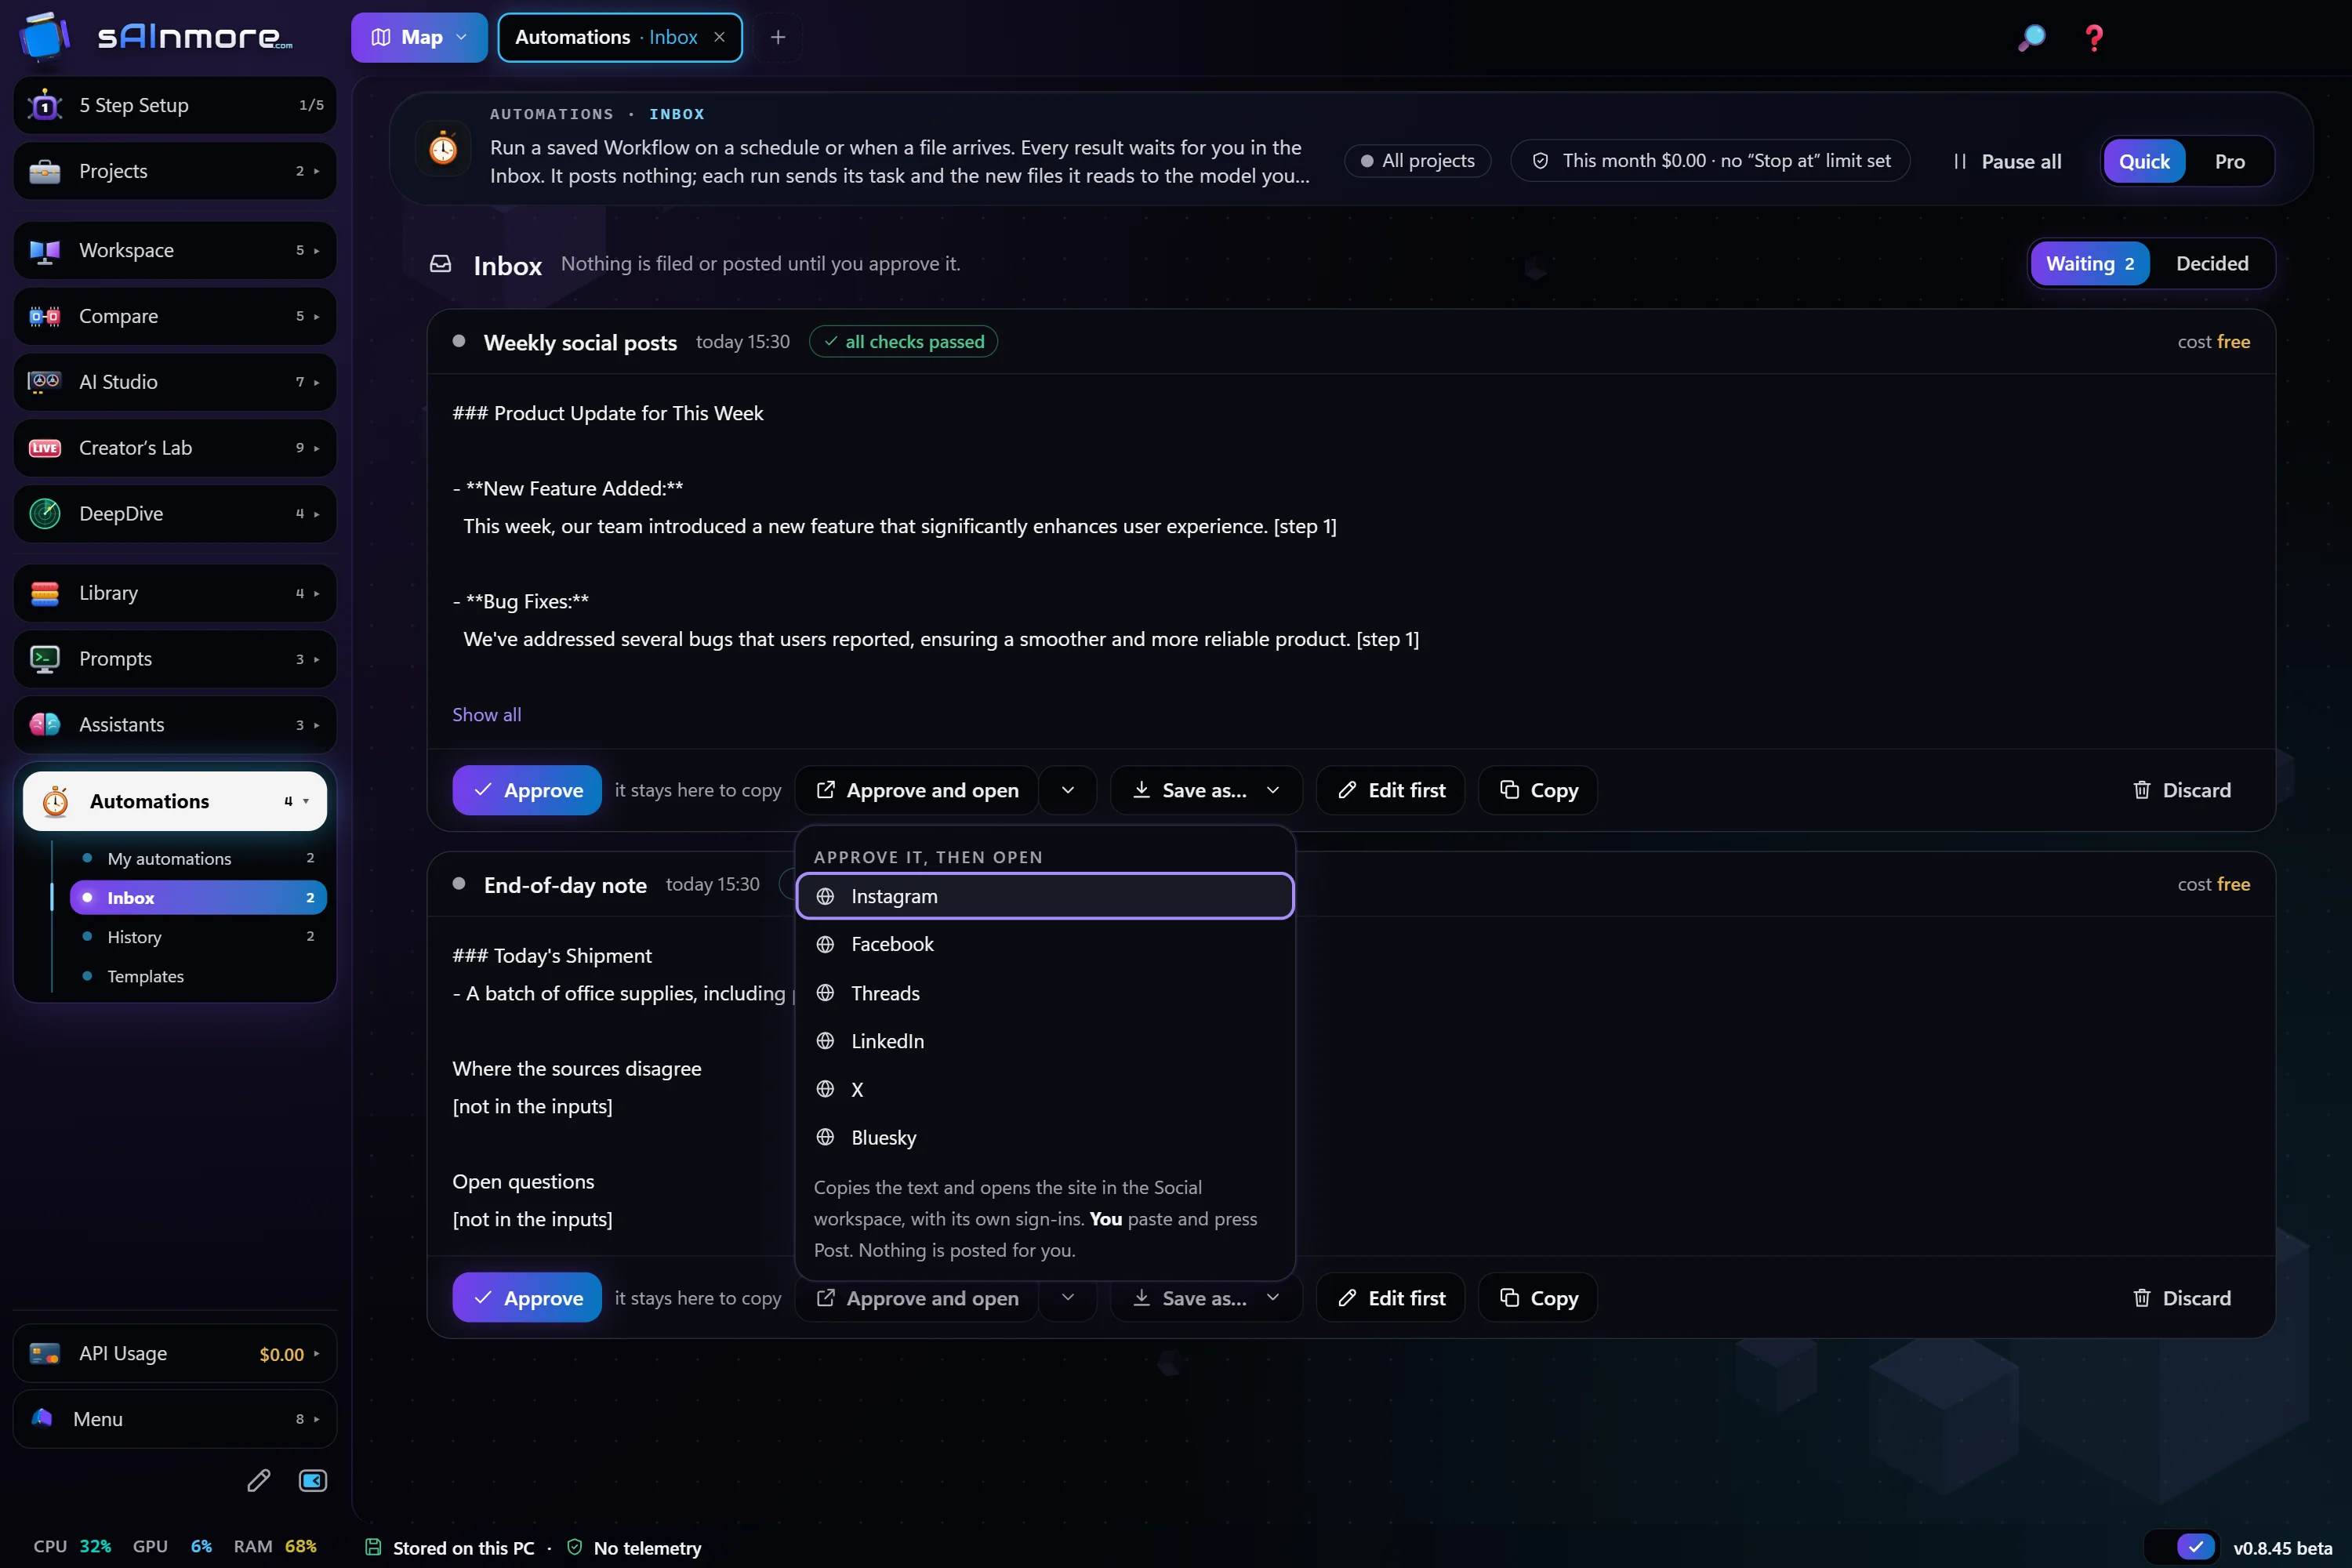 sAInmore.com
Map
Automations · Inbox
5 Step Setup 1/5
Projects 2
Workspace 5
Compare 5
AI Studio 7
LIVE
Creator's Lab 9
DeepDive 4
Library 4
Prompts 3
Assistants 3
Automations 4
My automations 2
Inbox 2
History 2
Templates
API Usage $0.00
Menu 8
AUTOMATIONS · INBOX
Run a saved Workflow on a schedule or when a file arrives. Every result waits for you in the
Inbox. It posts nothing; each run sends its task and the new files it reads to the model you...
All projects
This month $0.00 · no “Stop at” limit set
Pause all
Quick
Pro
Inbox Nothing is filed or posted until you approve it.
Waiting 2
Decided
Weekly social posts today 15:30 all checks passed cost free
### Product Update for This Week
- **New Feature Added:**
This week, our team introduced a new feature that significantly enhances user experience. [step 1]
- **Bug Fixes:**
We've addressed several bugs that users reported, ensuring a smoother and more reliable product. [step 1]
Show all
Approve it stays here to copy Approve and open Save as... Edit first Copy Discard
APPROVE IT, THEN OPEN
Instagram
Facebook
Threads
LinkedIn
X
Bluesky
Copies the text and opens the site in the Social
workspace, with its own sign-ins. You paste and press
Post. Nothing is posted for you.
End-of-day note today 15:30 cost free
### Today's Shipment
- A batch of office supplies, including
Where the sources disagree
[not in the inputs]
Open questions
[not in the inputs]
Approve it stays here to copy Approve and open Save as... Edit first Copy Discard
CPU 32% GPU 6% RAM 68%
Stored on this PC · No telemetry
v0.8.45 beta